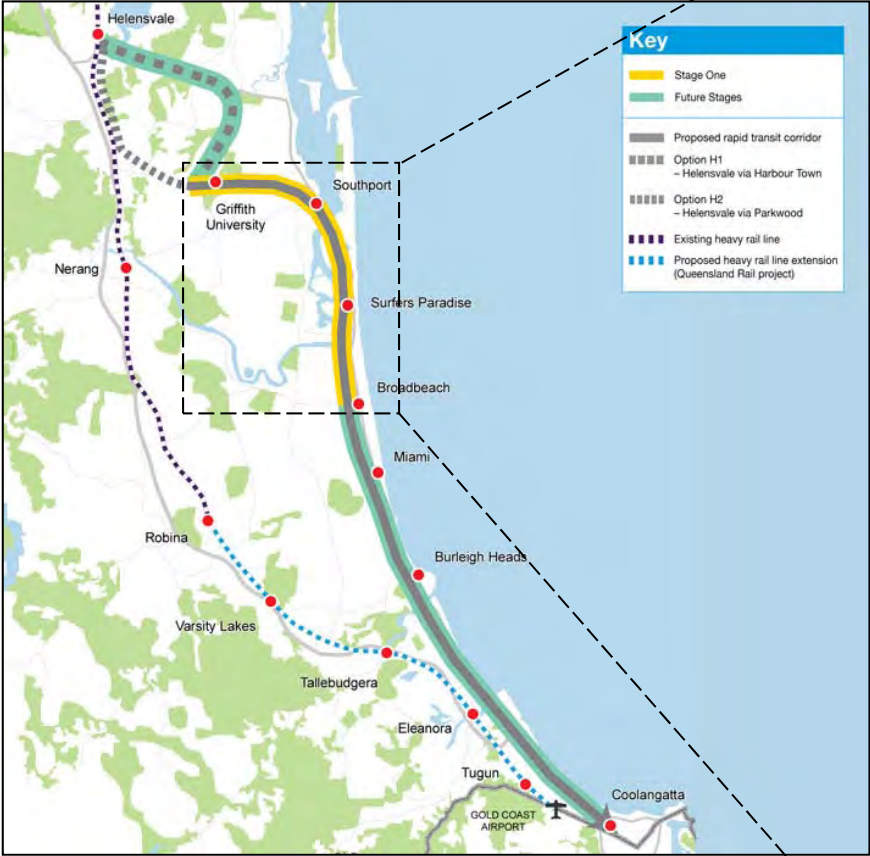 Helensvale
Key
Stage One
Future Stages
Proposed rapid transit corridor
Option H1
– Helensvale via Harbour Town
Option H2
– Helensvale via Parkwood
Existing heavy rail line
Proposed heavy rail line extension
(Queensland Rail project)
Southport
Griffith
University
Nerang
Surfers Paradise
Broadbeach
Miami
Robina
Burleigh Heads
Varsity Lakes
Tallebudgera
Eleanora
Tugun
Coolangatta
GOLD COAST
AIRPORT